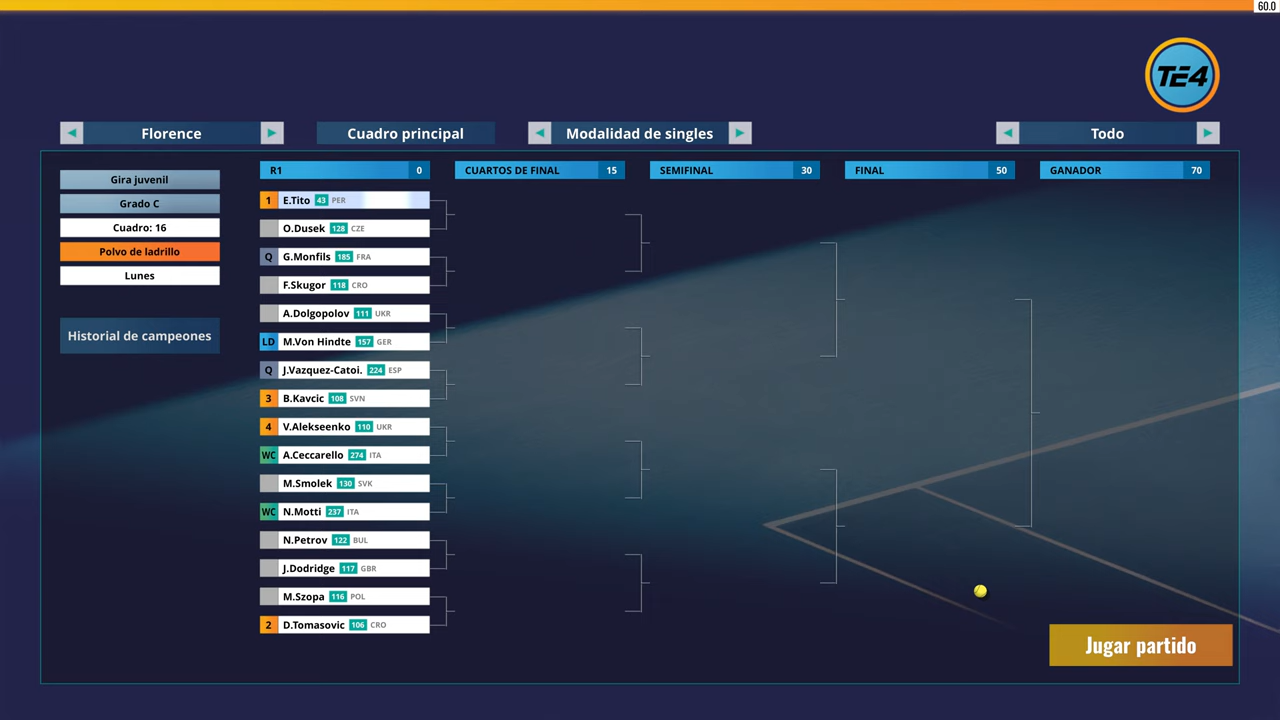 60.0
TE4
Florence
Cuadro principal
Modalidad de singles
Todo
Gira juvenil
Grado C
Cuadro: 16
Polvo de ladrillo
Lunes
Historial de campeones
R1 0
CUARTOS DE FINAL 15
SEMIFINAL 30
FINAL 50
GANADOR 70
1 E.Tito 43 PER
O.Dusek 128 CZE
Q G.Monfils 185 FRA
F.Skugor 118 CRO
A.Dolgopolov 111 UKR
LD M.Von Hindte 157 GER
Q J.Vazquez-Catoi. 224 ESP
3 B.Kavcic 108 SVN
4 V.Alekseenko 110 UKR
WC A.Ceccarello 274 ITA
M.Smolek 130 SVK
WC N.Motti 237 ITA
N.Petrov 122 BUL
J.Dodridge 117 GBR
M.Szopa 116 POL
2 D.Tomasovic 106 CRO
Jugar partido